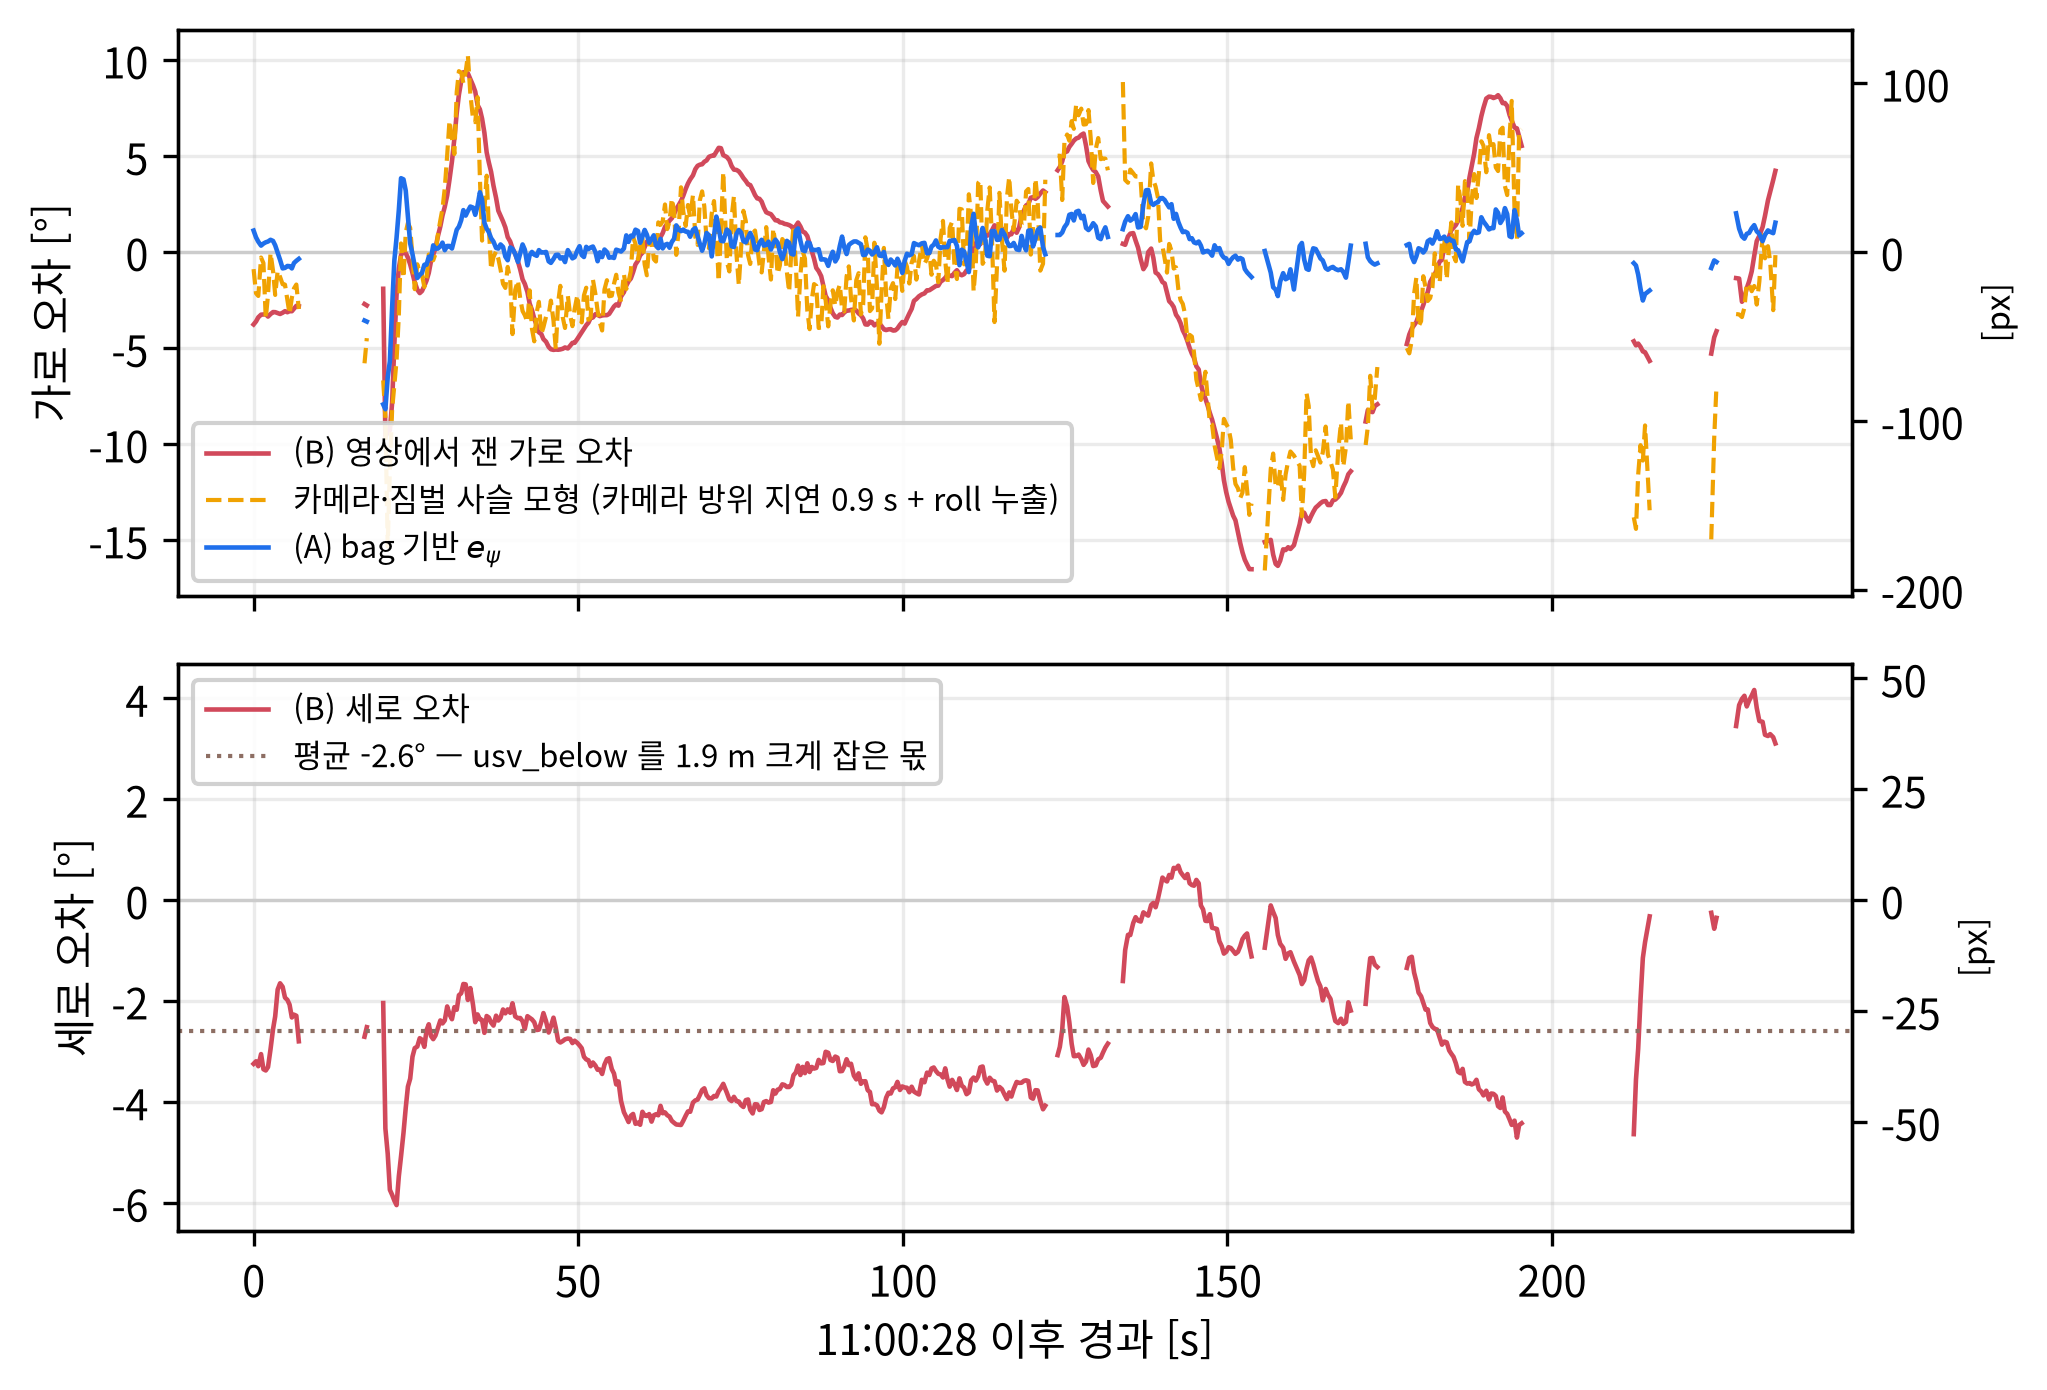 10
5
0
-5
-10
-15
가로 오차 [°]
100
0
-100
-200
[px]
(B) 영상에서 잰 가로 오차
카메라·짐벌 사슬 모형 (카메라 방위 지연 0.9 s + roll 누출)
(A) bag 기반 eψ
4
2
0
-2
-4
-6
세로 오차 [°]
50
25
0
-25
-50
[px]
(B) 세로 오차
평균 -2.6° — usv_below 를 1.9 m 크게 잡은 몫
0 50 100 150 200
11:00:28 이후 경과 [s]